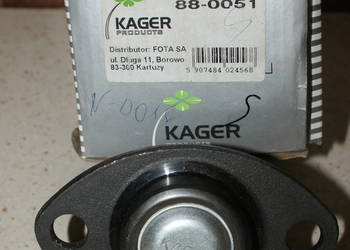 88-0051
KAGER
PRODUCTS
Distributor: FOTA SA
ul. Długa 11, Borowo
83-300 Kartuzy
5 907484 024568
KAGER